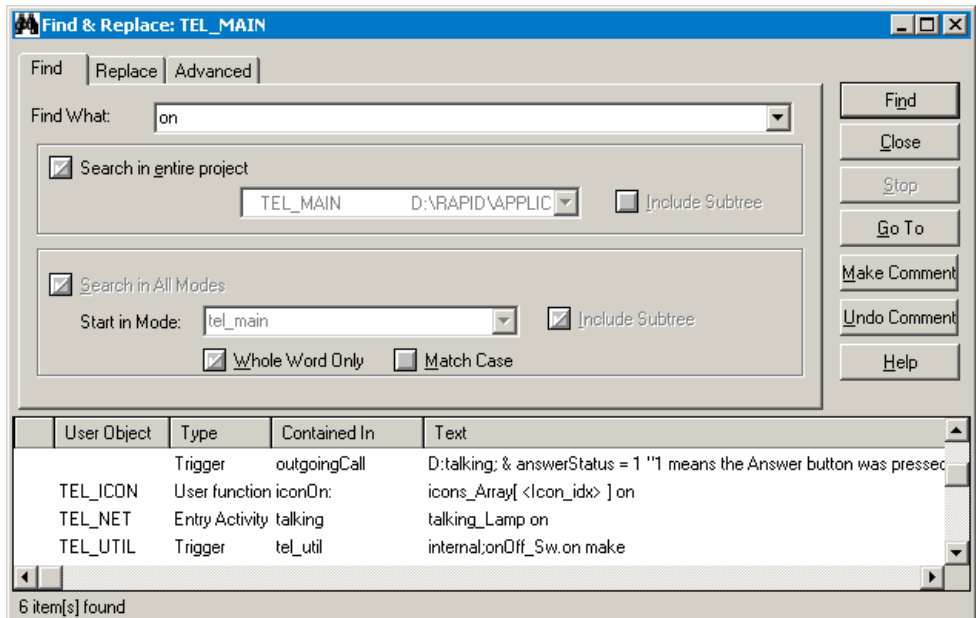 Find & Replace: TEL_MAIN
Find Replace Advanced
Find What: on
Search in entire project
TEL_MAIN D:\RAPID\APPLIC Include Subtree
Search in All Modes
Start in Mode: tel_main Include Subtree
Whole Word Only Match Case
Find
Close
Stop
Go To
Make Comment
Undo Comment
Help
User Object Type Contained In Text
Trigger outgoingCall D:talking; & answerStatus = 1 "1 means the Answer button was pressed
TEL_ICON User function iconOn: icons_Array[ <Icon_idx> ] on
TEL_NET Entry Activity talking talking_Lamp on
TEL_UTIL Trigger tel_util internal;onOff_Sw.on make
6 item[s] found